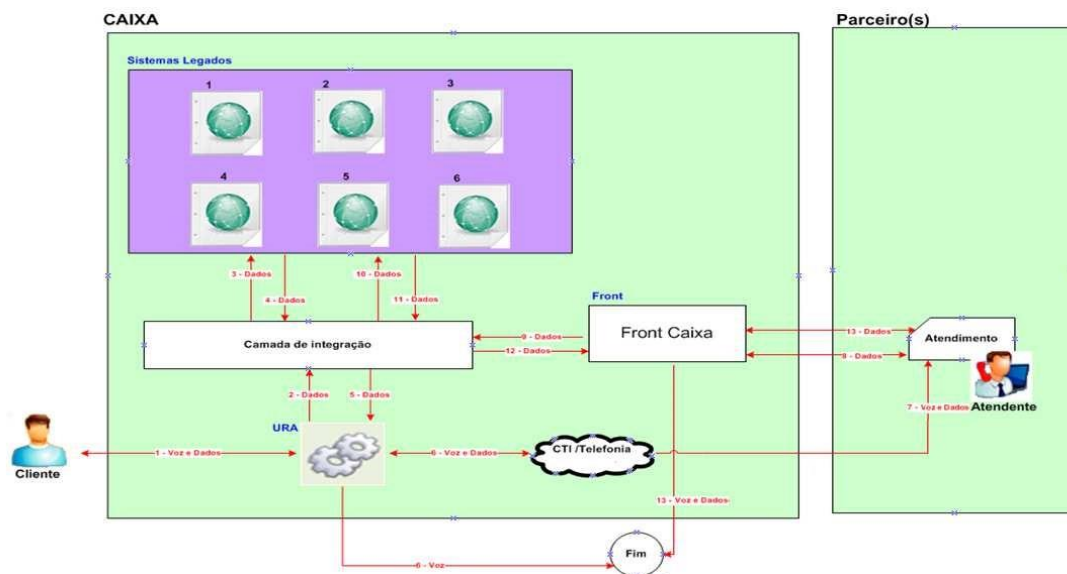 CAIXA
Parceiro(s)
Sistemas Legados
1
2
3
4
5
6
3 - Dados
4 - Dados
10 - Dados
11 - Dados
Front
Front Caixa
Camada de integração
9 - Dados
12 - Dados
13 - Dados
8 - Dados
Atendimento
Atendente
2 - Dados
5 - Dados
7 - Voz e Dados
URA
Cliente
1 - Voz e Dados
6 - Voz e Dados
CTI /Telefonia
13 - Voz e Dados
Fim
6 - Voz